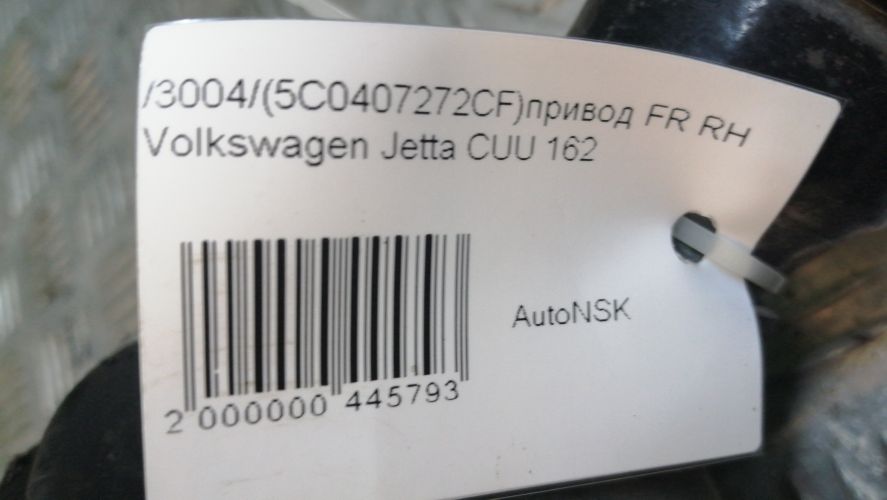 /3004/(5C0407272CF)привод FR RH
Volkswagen Jetta CUU 162
AutoNSK
2 000000 445793